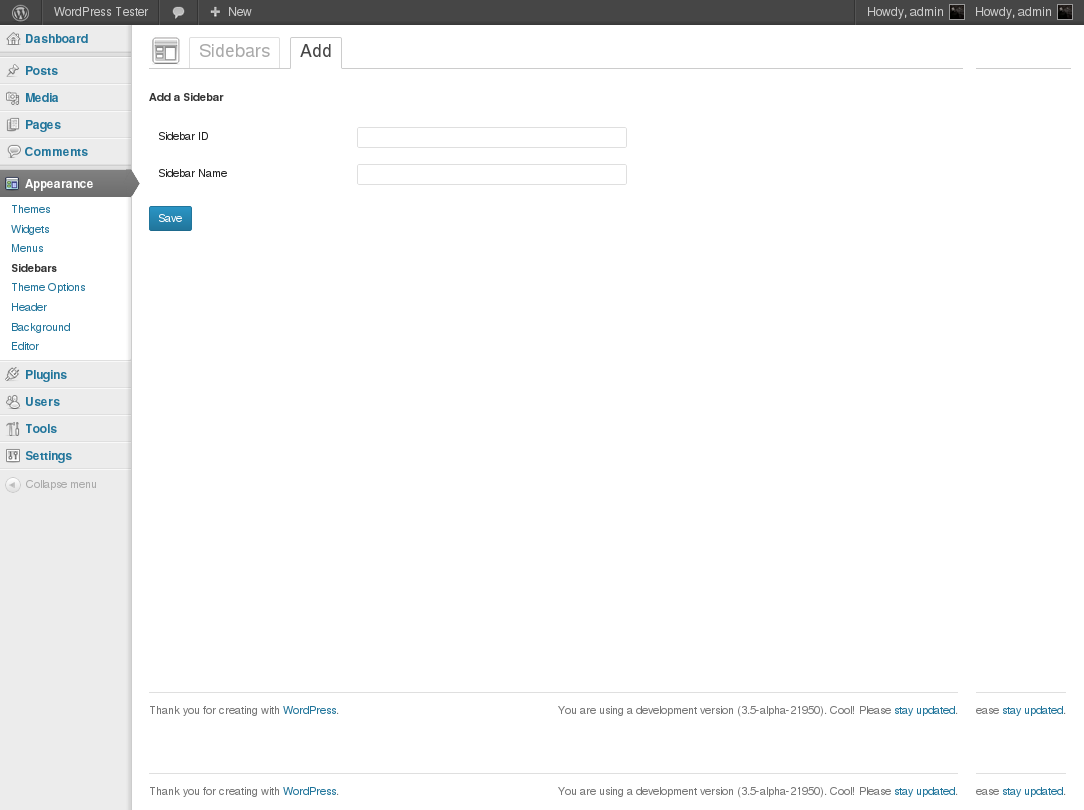 WordPress Tester
New
Howdy, admin
Howdy, admin
Dashboard
Posts
Media
Pages
Comments
Appearance
Themes
Widgets
Menus
Sidebars
Theme Options
Header
Background
Editor
Plugins
Users
Tools
Settings
Collapse menu
Sidebars
Add
Add a Sidebar
Sidebar ID
Sidebar Name
Save
Thank you for creating with WordPress.
You are using a development version (3.5-alpha-21950). Cool! Please stay updated.
ease stay updated.
Thank you for creating with WordPress.
You are using a development version (3.5-alpha-21950). Cool! Please stay updated.
ease stay updated.